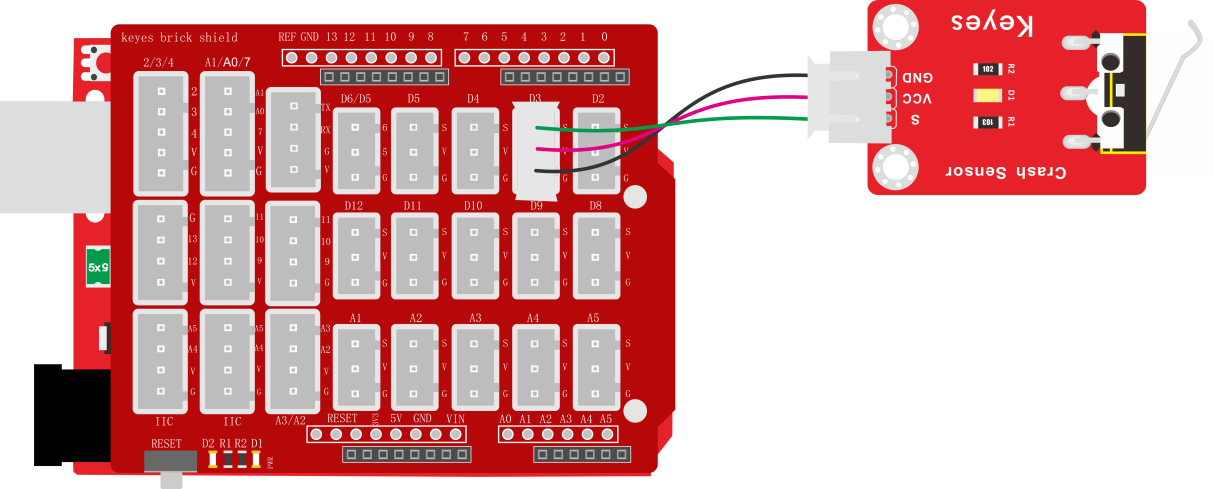 keyes brick shield
REF GND 13 12 11 10 9 8
7 6 5 4 3 2 1 0
2/3/4
A1/A0/7
2
3
4
V
G
A1
A0
7
V
G
TX
RX
G
V
D6/D5
D5
D4
D3
D2
6
5
G
S
V
G
S
V
G
S
V
G
S
V
G
G
13
12
V
11
10
9
V
11
10
9
G
D12
D11
D10
D9
D8
S
V
G
S
V
G
S
V
G
S
V
G
S
V
G
A5
A4
V
G
A5
A4
V
G
A3
A2
V
G
A1
A2
A3
A4
A5
S
V
G
S
V
G
S
V
G
S
V
G
S
V
G
IIC
IIC
A3/A2
RESET 3V3 5V GND VIN
A0 A1 A2 A3 A4 A5
RESET
D2 R1 R2 D1
PWR
5x5
Keyes
GND
VCC
S
102
R2
D1
103
R1
Crash Sensor